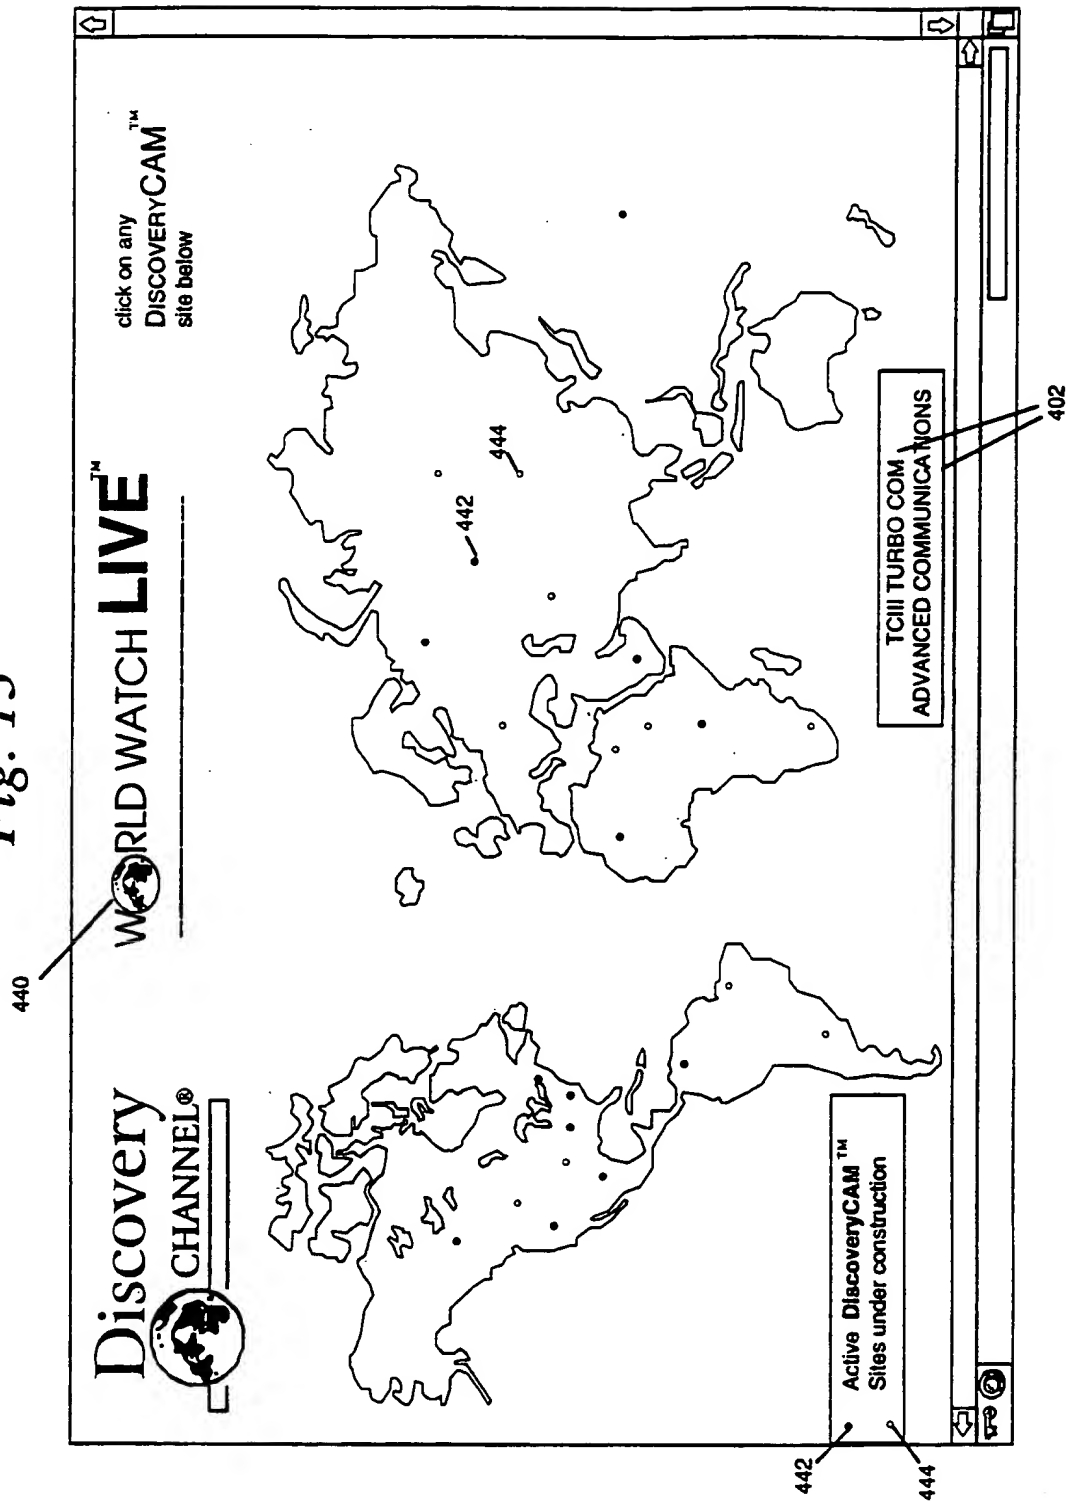 440
Discovery
CHANNEL®
WORLD WATCH LIVE™
click on any
DISCOVERYCAM™
site below
442
444
442
444
Active DiscoveryCAM™
Sites under construction
TCIII TURBO COM
ADVANCED COMMUNICATIONS
402